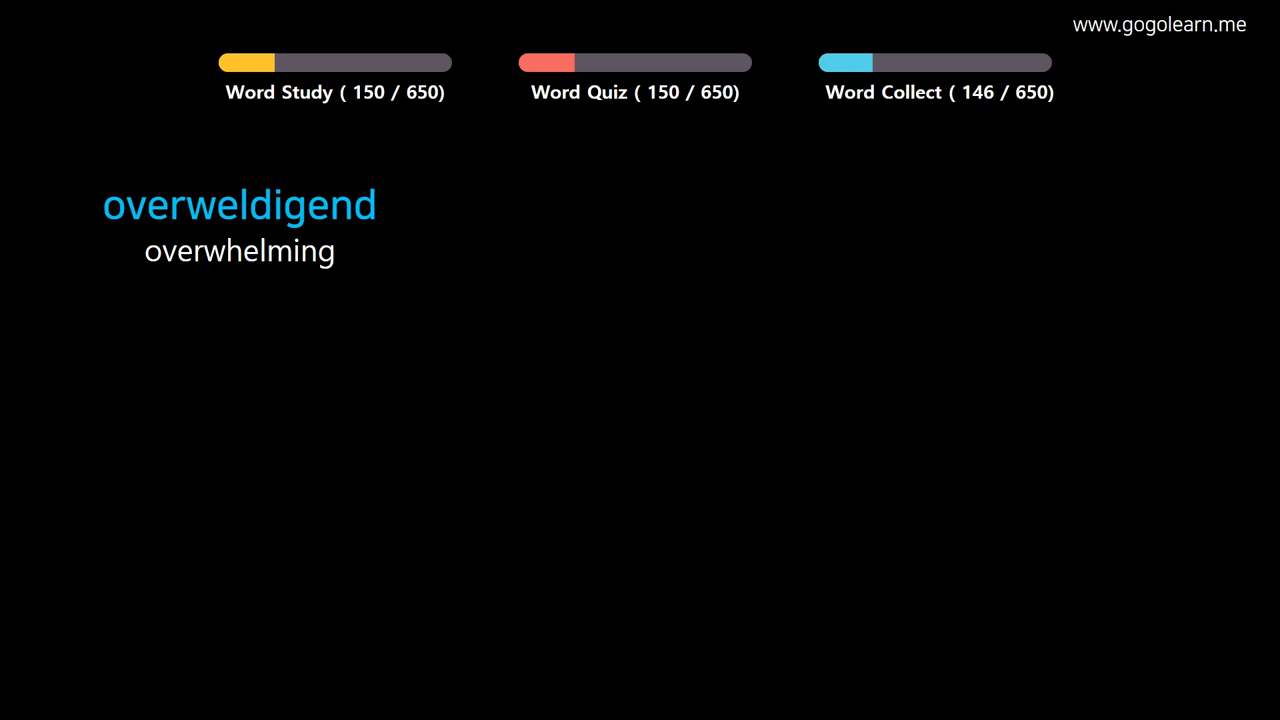 www.gogolearn.me
Word Study ( 150 / 650)
Word Quiz ( 150 / 650)
Word Collect ( 146 / 650)
overweldigend
overwhelming